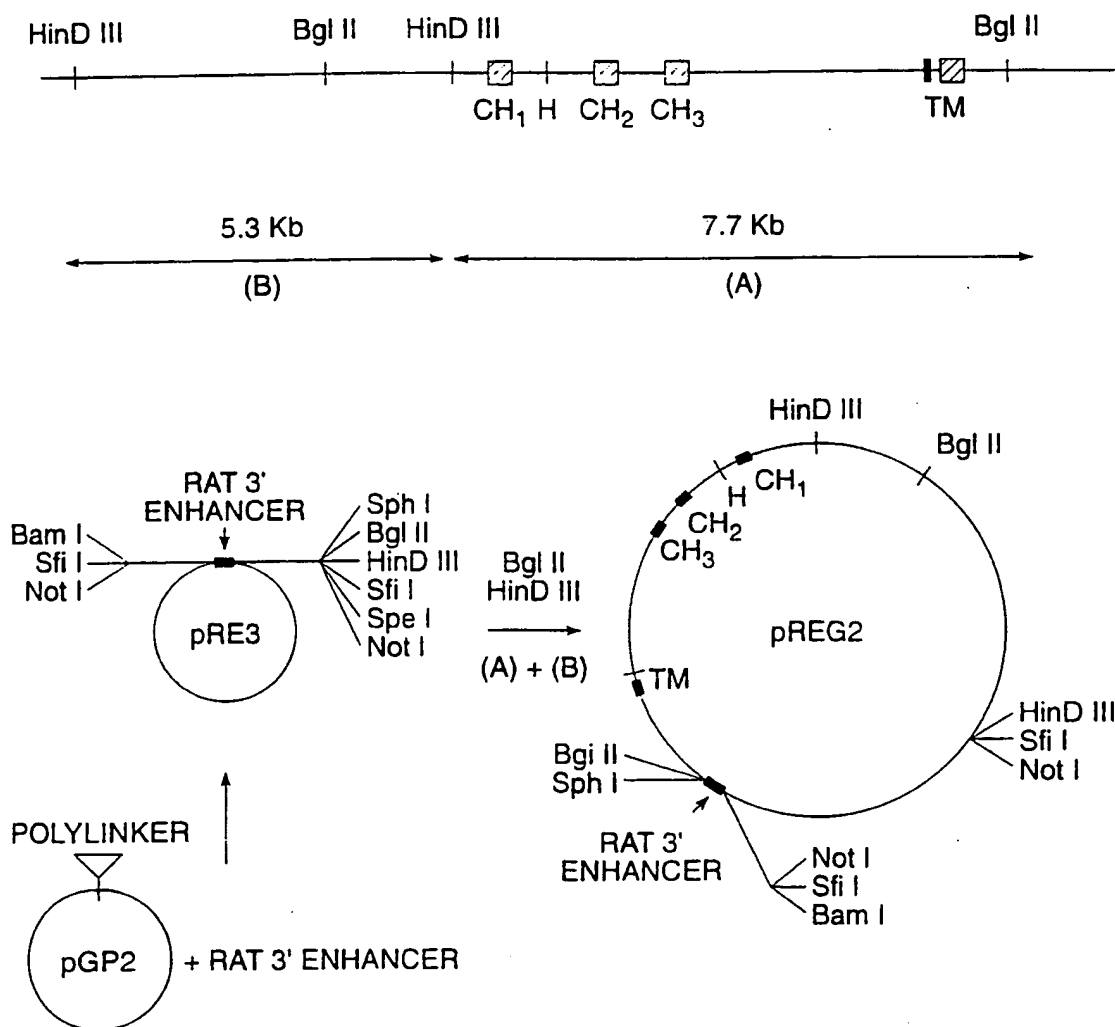 HinD III
Bgl II
HinD III
Bgl II
CH1
H
CH2
CH3
TM
5.3 Kb
(B)
7.7 Kb
(A)
RAT 3'
ENHANCER
Bam I
Sfi I
Not I
Sph I
Bgl II
HinD III
Sfi I
Spe I
Not I
pRE3
Bgl II
HinD III
(A) + (B)
HinD III
Bgl II
CH1
H
CH2
CH3
pREG2
TM
Bgi II
Sph I
HinD III
Sfi I
Not I
RAT 3'
ENHANCER
Not I
Sfi I
Bam I
POLYLINKER
pGP2
+ RAT 3' ENHANCER